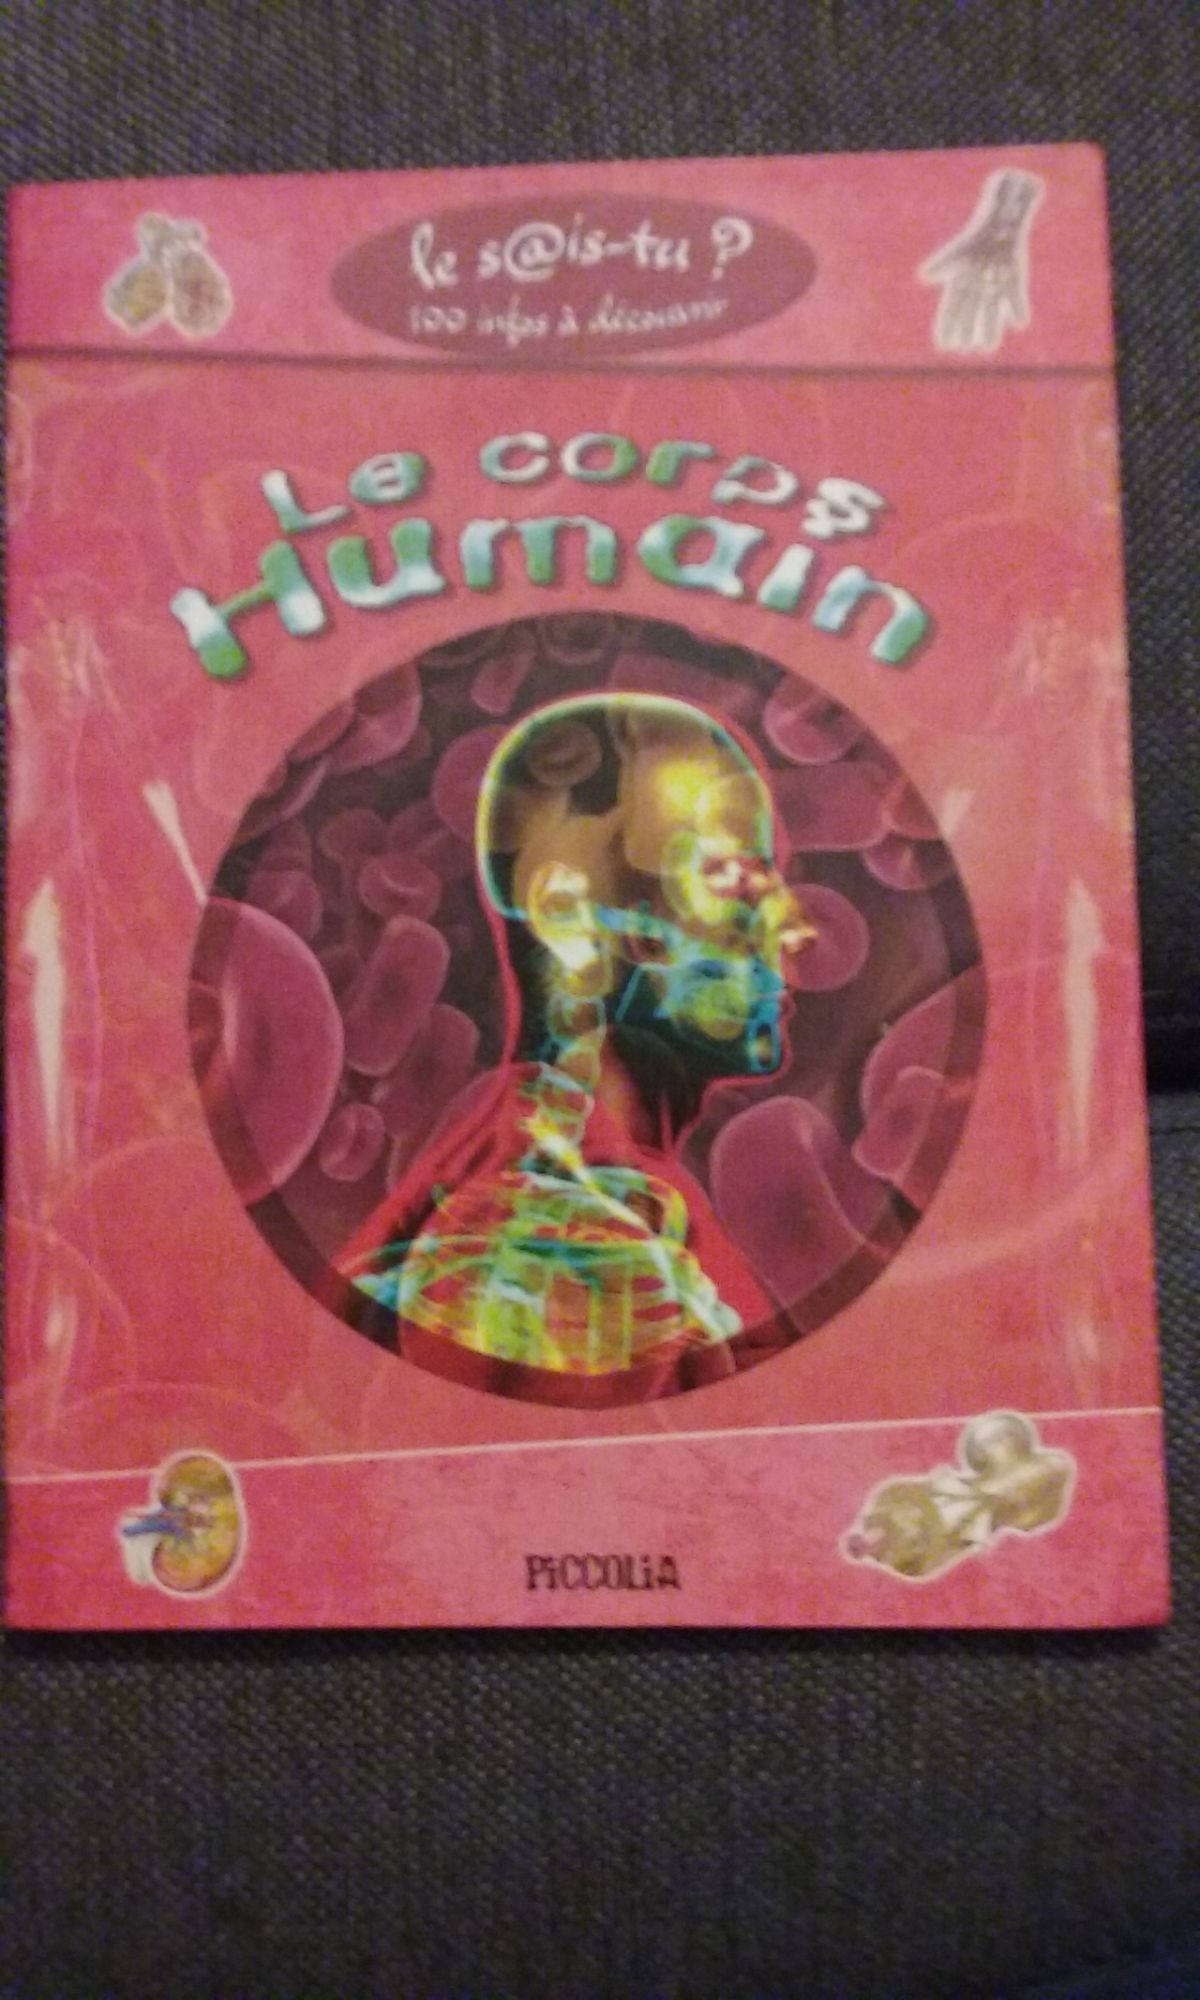 le s@is-tu ?
100 infos à découvrir
Le corps
Humain
PiCCOLiA